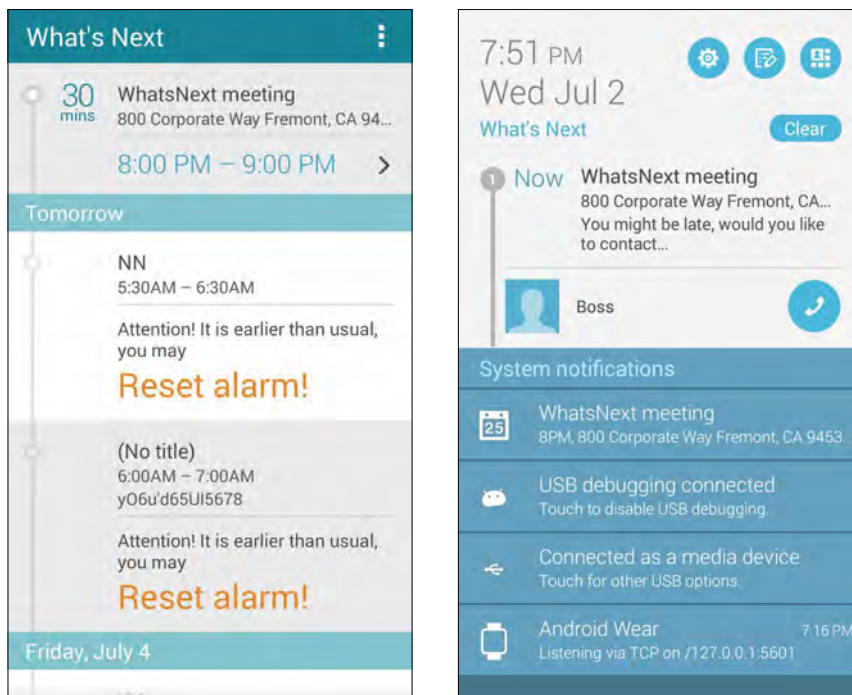 What's Next
30
mins
WhatsNext meeting
800 Corporate Way Fremont, CA 94...
8:00 PM – 9:00 PM
Tomorrow
NN
5:30AM – 6:30AM
Attention! It is earlier than usual,
you may
Reset alarm!
(No title)
6:00AM – 7:00AM
yO6u'd65UI5678
Attention! It is earlier than usual,
you may
Reset alarm!
Friday, July 4
7:51 PM
Wed Jul 2
What's Next
Clear
1
Now
WhatsNext meeting
800 Corporate Way Fremont, CA...
You might be late, would you like
to contact...
Boss
System notifications
25
WhatsNext meeting
8PM, 800 Corporate Way Fremont, CA 9453
USB debugging connected
Touch to disable USB debugging.
Connected as a media device
Touch for other USB options.
Android Wear
7:16 PM
Listening via TCP on /127.0.0.1:5601